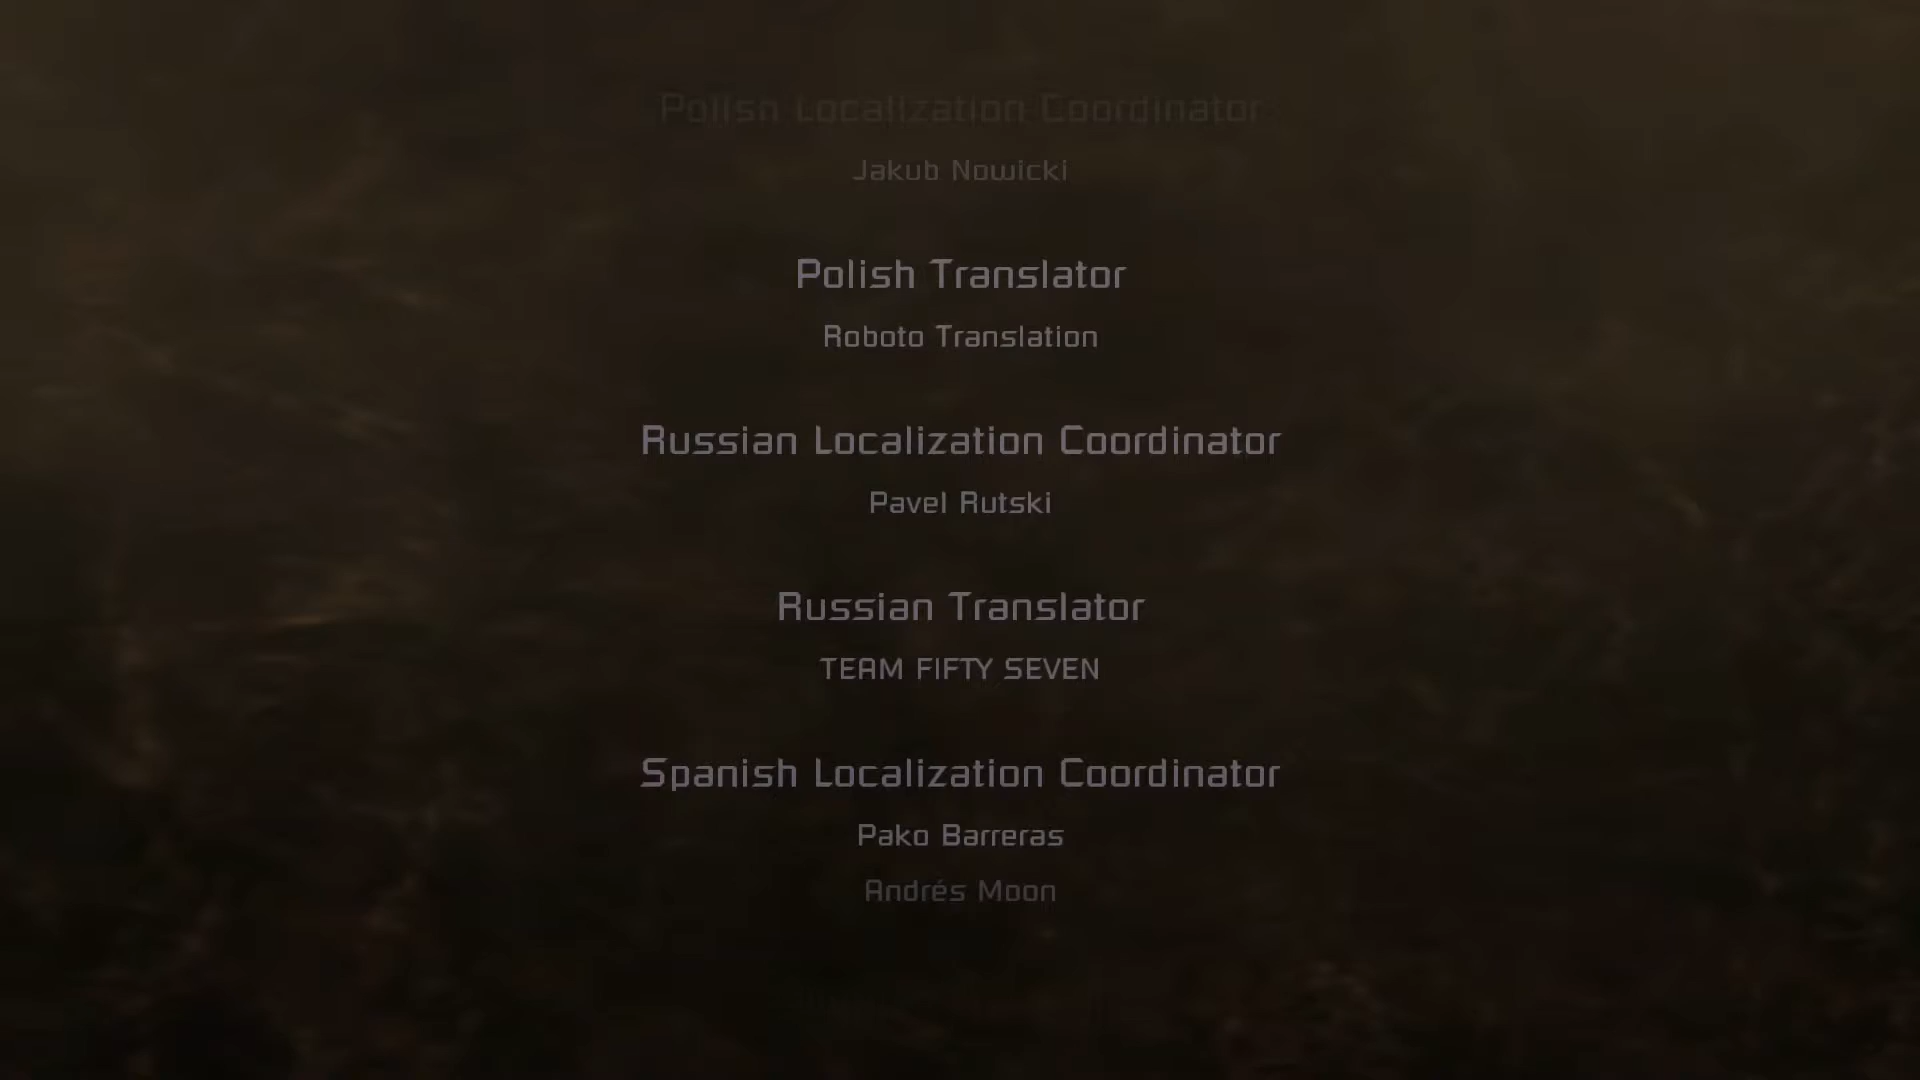 Polish Localization Coordinator
Jakub Nowicki
Polish Translator
Roboto Translation
Russian Localization Coordinator
Pavel Rutski
Russian Translator
TEAM FIFTY SEVEN
Spanish Localization Coordinator
Pako Barreras
Andrés Moon